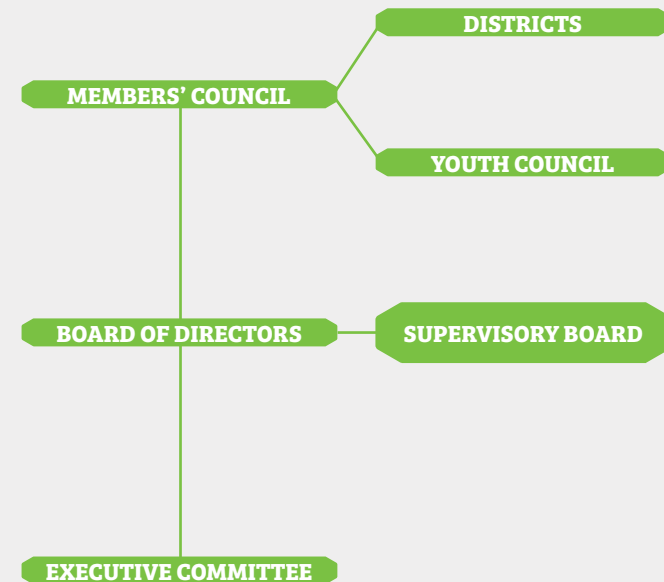 DISTRICTS
MEMBERS’ COUNCIL
YOUTH COUNCIL
BOARD OF DIRECTORS
SUPERVISORY BOARD
EXECUTIVE COMMITTEE